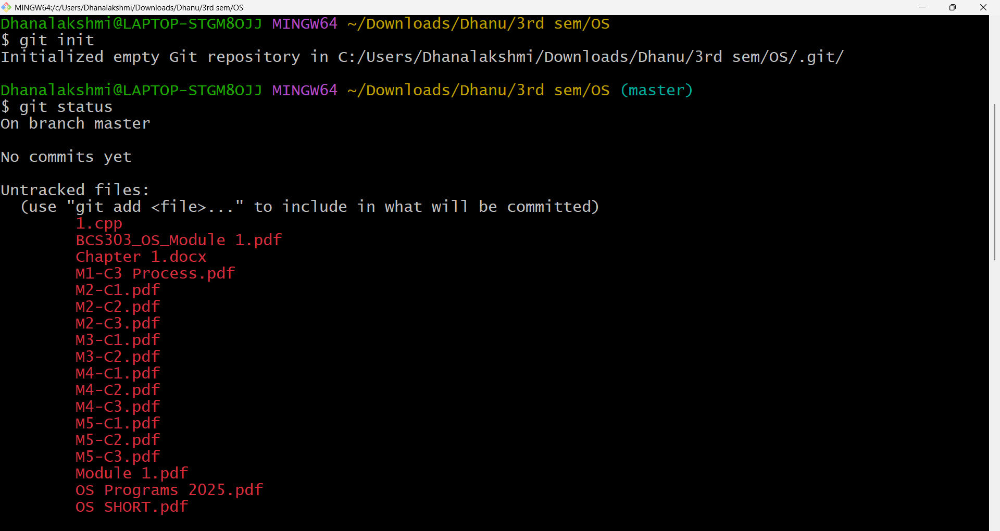 MINGW64:/c/Users/Dhanalakshmi/Downloads/Dhanu/3rd sem/OS
Dhanalakshmi@LAPTOP-STGM8OJJ MINGW64 ~/Downloads/Dhanu/3rd sem/OS
$ git init
Initialized empty Git repository in C:/Users/Dhanalakshmi/Downloads/Dhanu/3rd sem/OS/.git/
Dhanalakshmi@LAPTOP-STGM8OJJ MINGW64 ~/Downloads/Dhanu/3rd sem/OS (master)
$ git status
On branch master
No commits yet
Untracked files:
(use "git add <file>..." to include in what will be committed)
1.cpp
BCS303_OS_Module 1.pdf
Chapter 1.docx
M1-C3 Process.pdf
M2-C1.pdf
M2-C2.pdf
M2-C3.pdf
M3-C1.pdf
M3-C2.pdf
M4-C1.pdf
M4-C2.pdf
M4-C3.pdf
M5-C1.pdf
M5-C2.pdf
M5-C3.pdf
Module 1.pdf
OS Programs 2025.pdf
OS SHORT.pdf